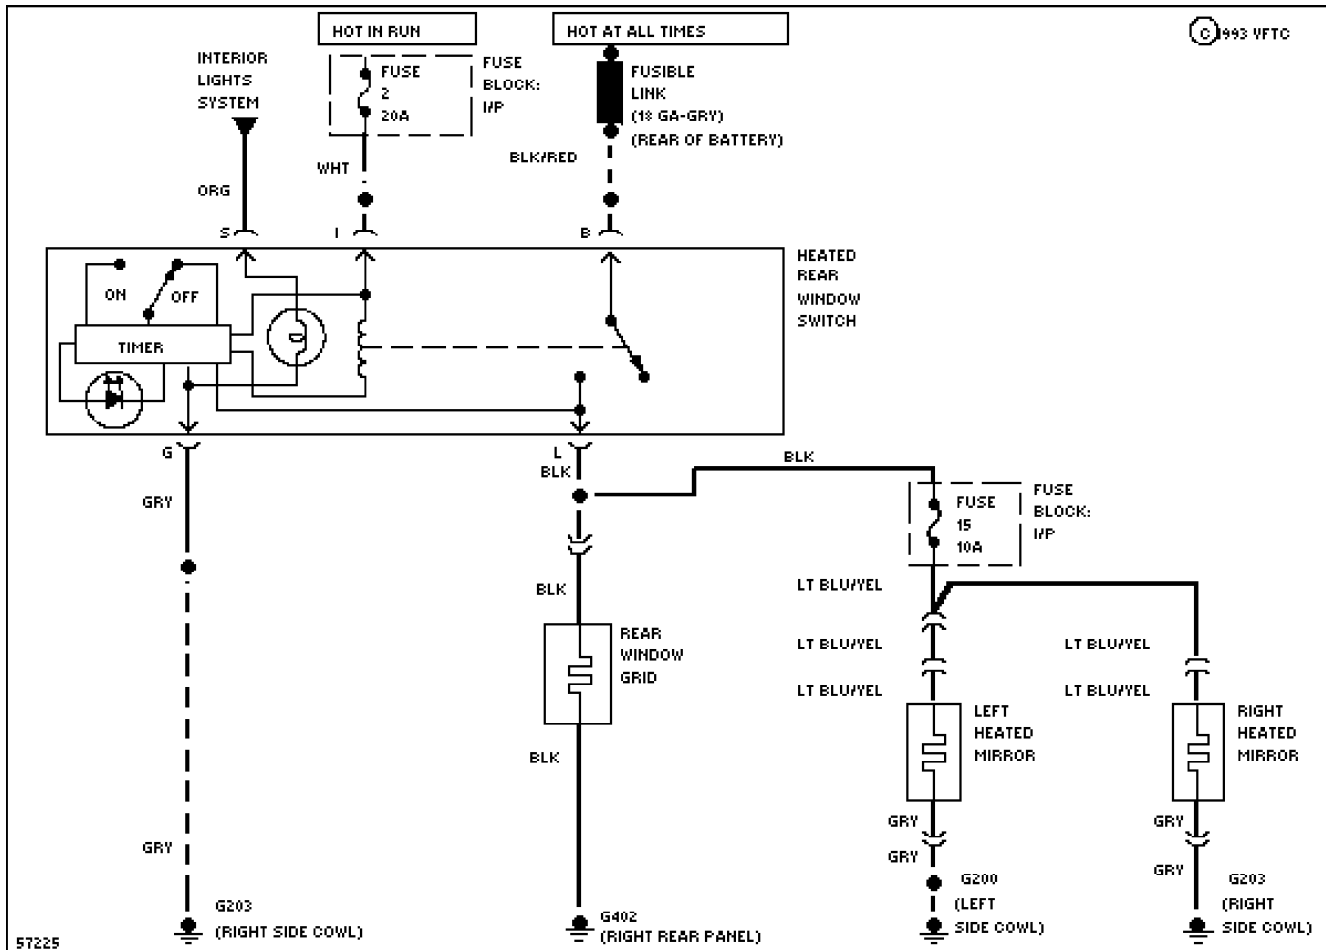 HOT IN RUN
HOT AT ALL TIMES
C 1993 VFTC
INTERIOR
LIGHTS
SYSTEM
FUSE
2
20A
FUSE
BLOCK:
I/P
FUSIBLE
LINK
(18 GA-GRY)
(REAR OF BATTERY)
BLK/RED
WHT
ORG
S
I
B
HEATED
REAR
WINDOW
SWITCH
ON
OFF
TIMER
G
L
BLK
BLK
GRY
FUSE
15
10A
FUSE
BLOCK:
I/P
LT BLU/YEL
BLK
REAR
WINDOW
GRID
LT BLU/YEL
LT BLU/YEL
LT BLU/YEL
LT BLU/YEL
LEFT
HEATED
MIRROR
RIGHT
HEATED
MIRROR
BLK
GRY
GRY
GRY
GRY
GRY
G200
(LEFT
SIDE COWL)
G203
(RIGHT
SIDE COWL)
G203
(RIGHT SIDE COWL)
G402
(RIGHT REAR PANEL)
57225